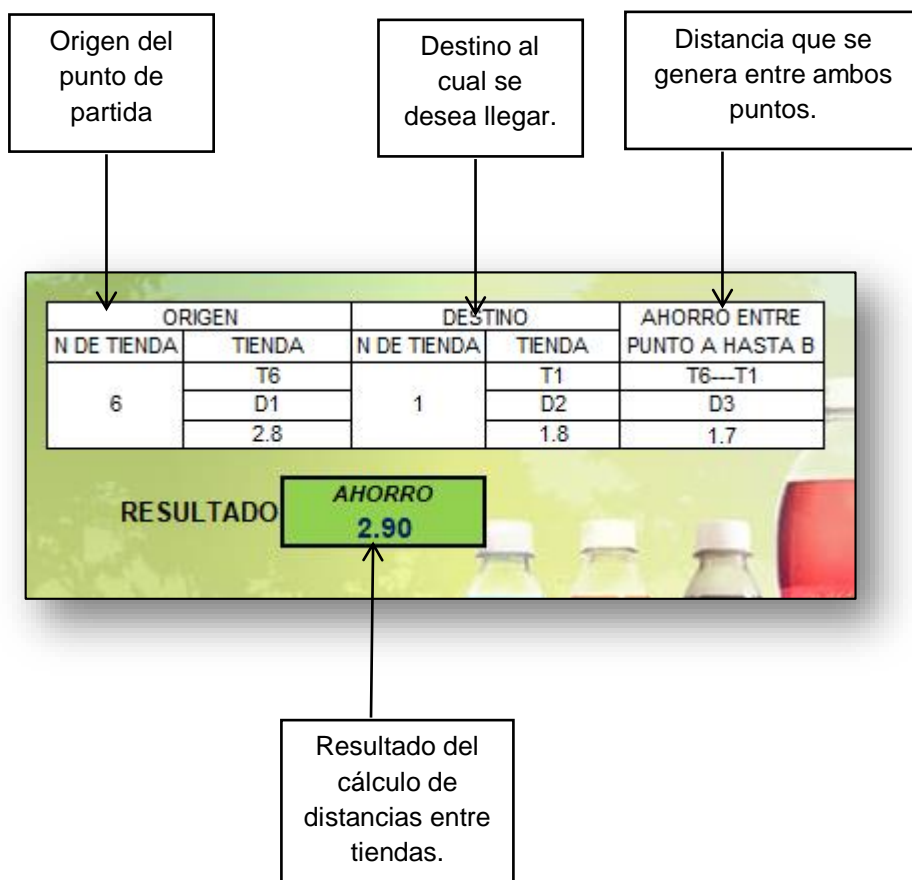 Origen del
punto de
partida
Destino al
cual se
desea llegar.
Distancia que se
genera entre ambos
puntos.
ORIGEN DESTINO AHORRO ENTRE
N DE TIENDA TIENDA N DE TIENDA TIENDA PUNTO A HASTA B
T6 T1 T6---T1
6 D1 1 D2 D3
2.8 1.8 1.7
RESULTADO AHORRO
2.90
Resultado del
cálculo de
distancias entre
tiendas.